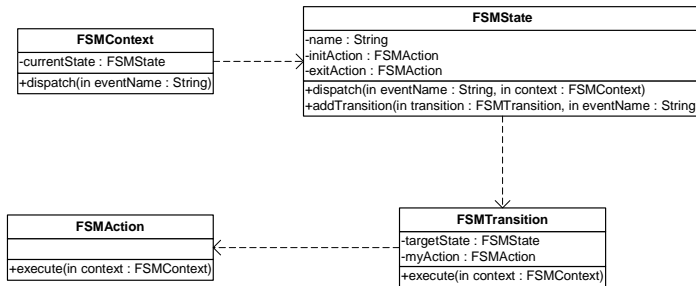 FSMContext
-currentState : FSMState
+dispatch(in eventName : String)
FSMState
-name : String
-initAction : FSMAction
-exitAction : FSMAction
+dispatch(in eventName : String, in context : FSMContext)
+addTransition(in transition : FSMTransition, in eventName : String
FSMAction
+execute(in context : FSMContext)
FSMTransition
-targetState : FSMState
-myAction : FSMAction
+execute(in context : FSMContext)